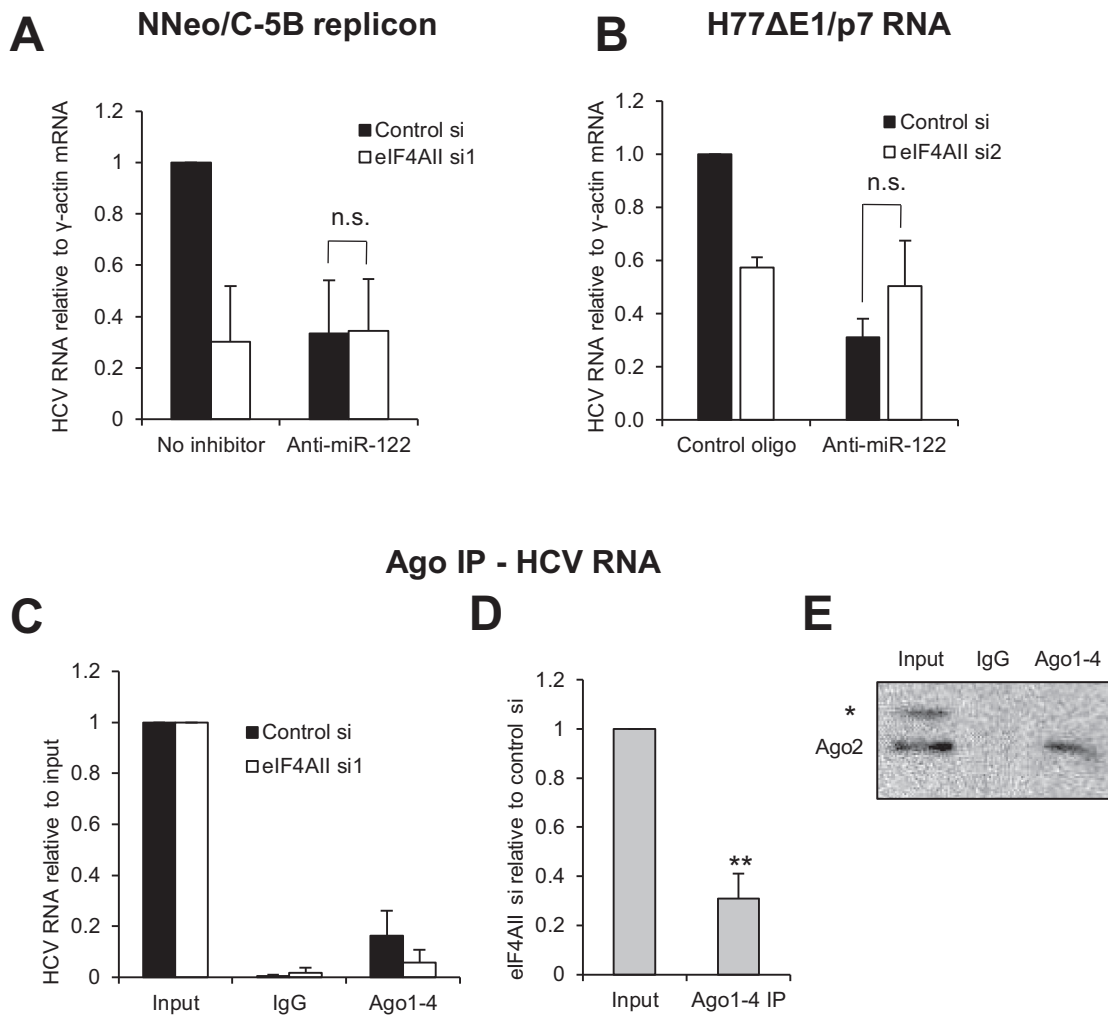 A
NNeo/C-5B replicon
HCV RNA relative to γ-actin mRNA
1.2
1
0.8
0.6
0.4
0.2
0
Control si
eIF4AII si1
n.s.
No inhibitor
Anti-miR-122
B
H77ΔE1/p7 RNA
HCV RNA relative to γ-actin mRNA
1.2
1.0
0.8
0.6
0.4
0.2
0.0
Control si
eIF4AII si2
n.s.
Control oligo
Anti-miR-122
Ago IP - HCV RNA
C
HCV RNA relative to input
1.2
1
0.8
0.6
0.4
0.2
0
Control si
eIF4AII si1
Input
IgG
Ago1-4
D
eIF4AII si relative to control si
1.2
1
0.8
0.6
0.4
0.2
0
**
Input
Ago1-4 IP
E
Input IgG Ago1-4
*
Ago2